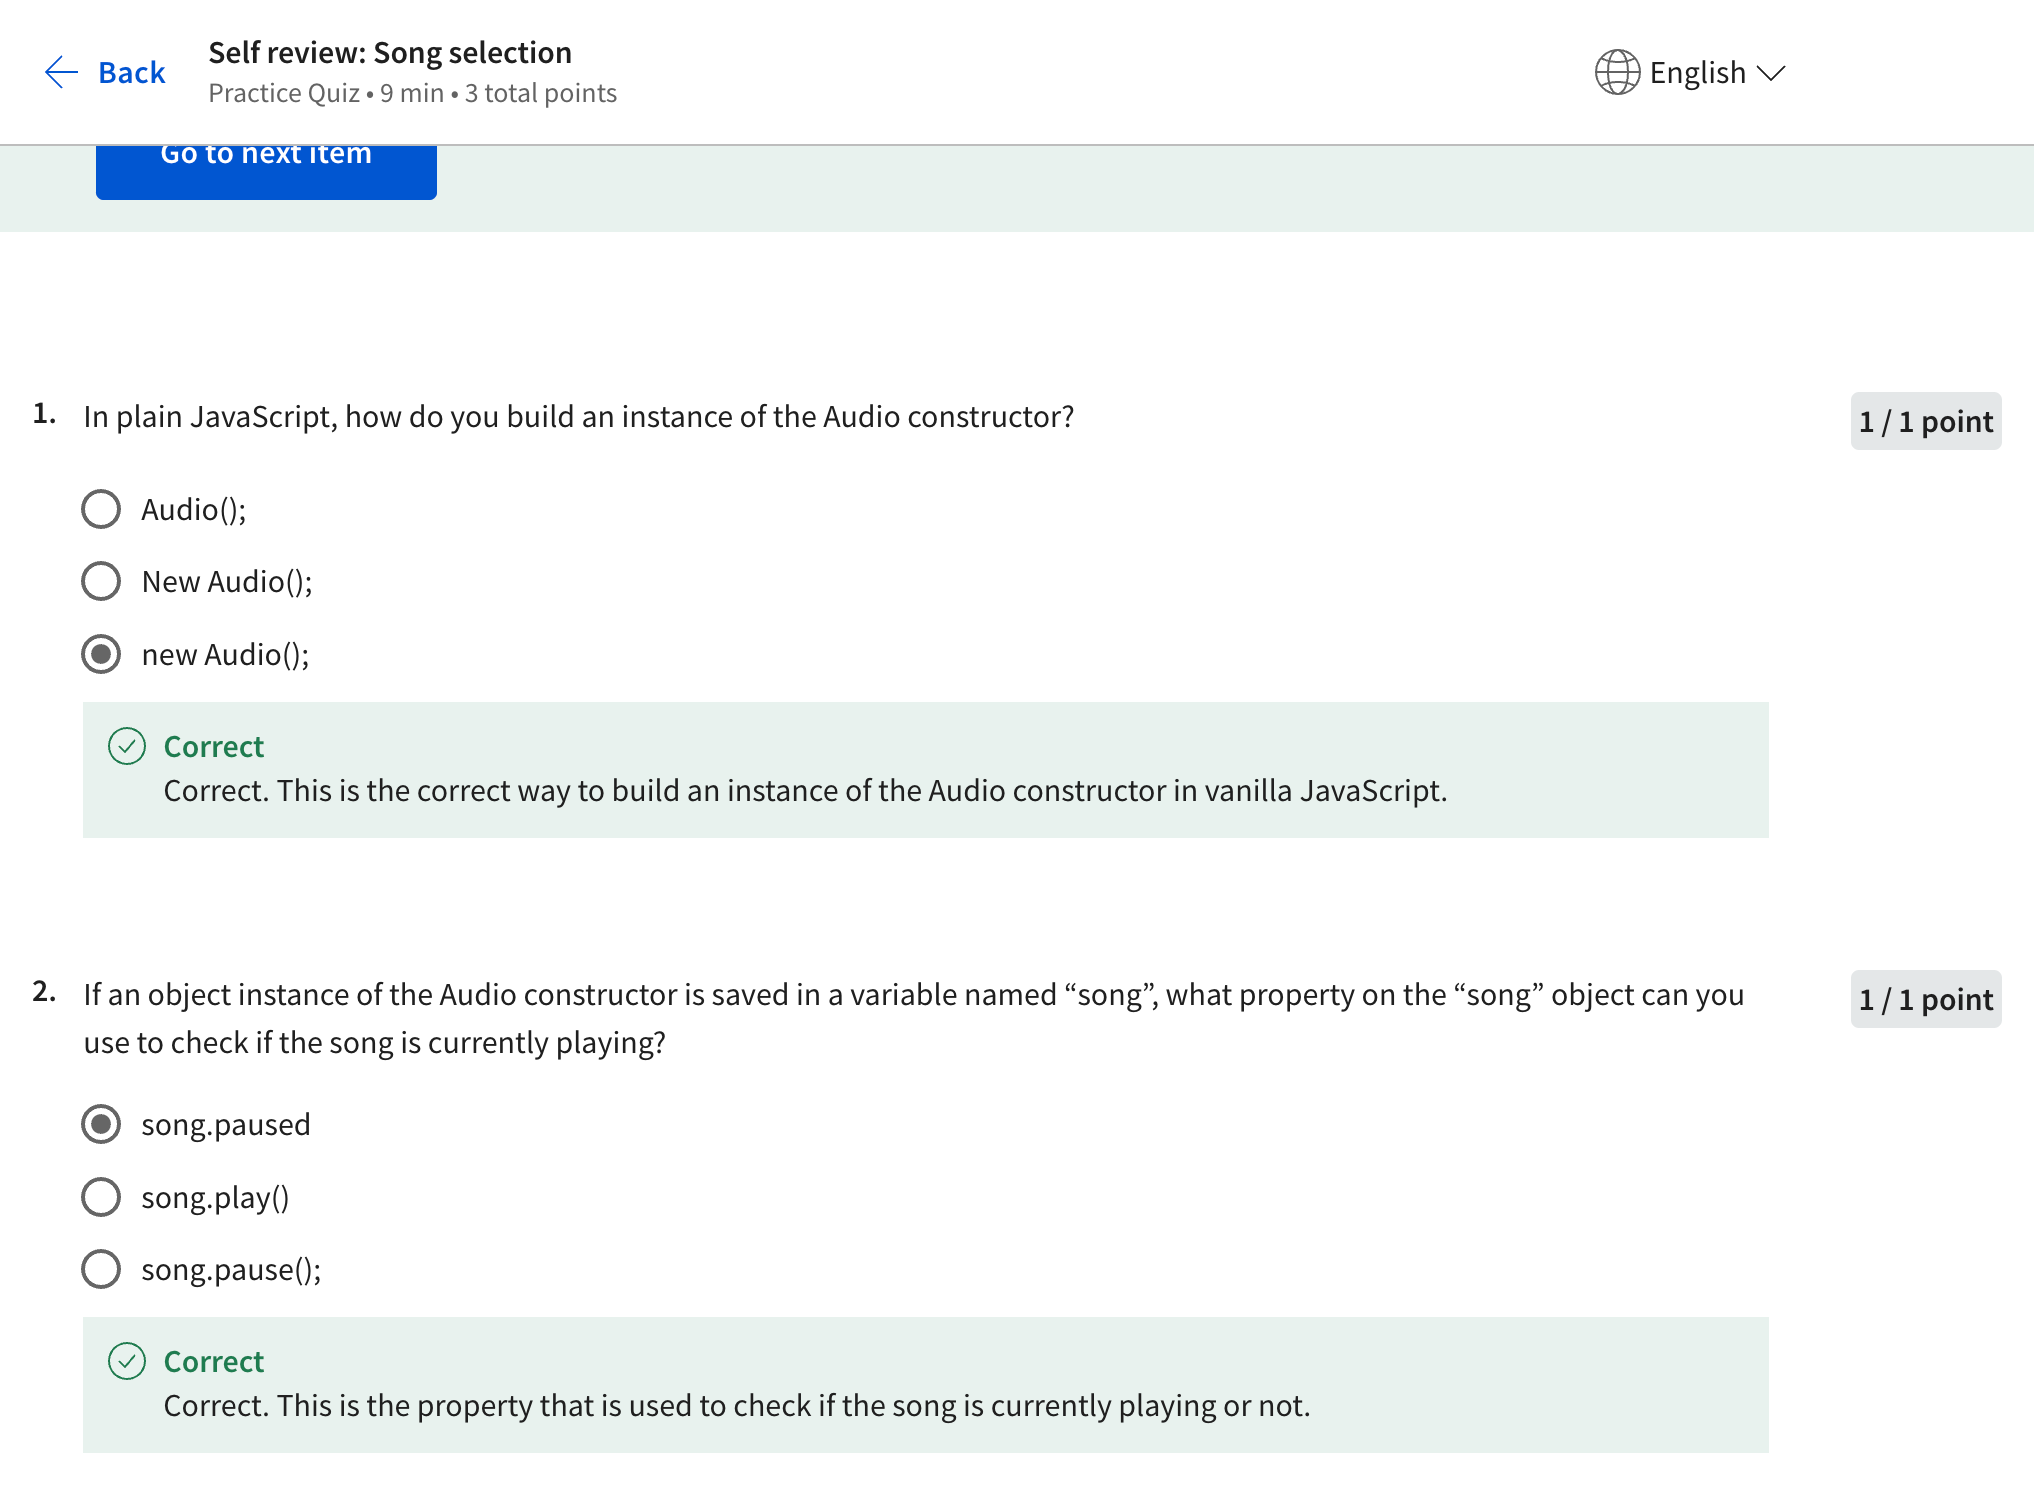 Back
Self review: Song selection
Practice Quiz • 9 min • 3 total points
English
Go to next item
1. In plain JavaScript, how do you build an instance of the Audio constructor?
1 / 1 point
Audio();
New Audio();
new Audio();
Correct
Correct. This is the correct way to build an instance of the Audio constructor in vanilla JavaScript.
2. If an object instance of the Audio constructor is saved in a variable named “song”, what property on the “song” object can you
use to check if the song is currently playing?
1 / 1 point
song.paused
song.play()
song.pause();
Correct
Correct. This is the property that is used to check if the song is currently playing or not.